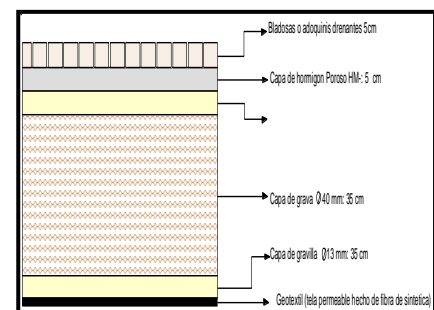 Bladosas o adoquinis drenantes 5cm
Capa de hormigon Poroso HM-: 5 cm
Capa de grava Ø 40 mm: 35 cm
Capa de gravilla Ø13 mm: 35 cm
Geotextil (tela permeable hecho de fibra de sintetica)